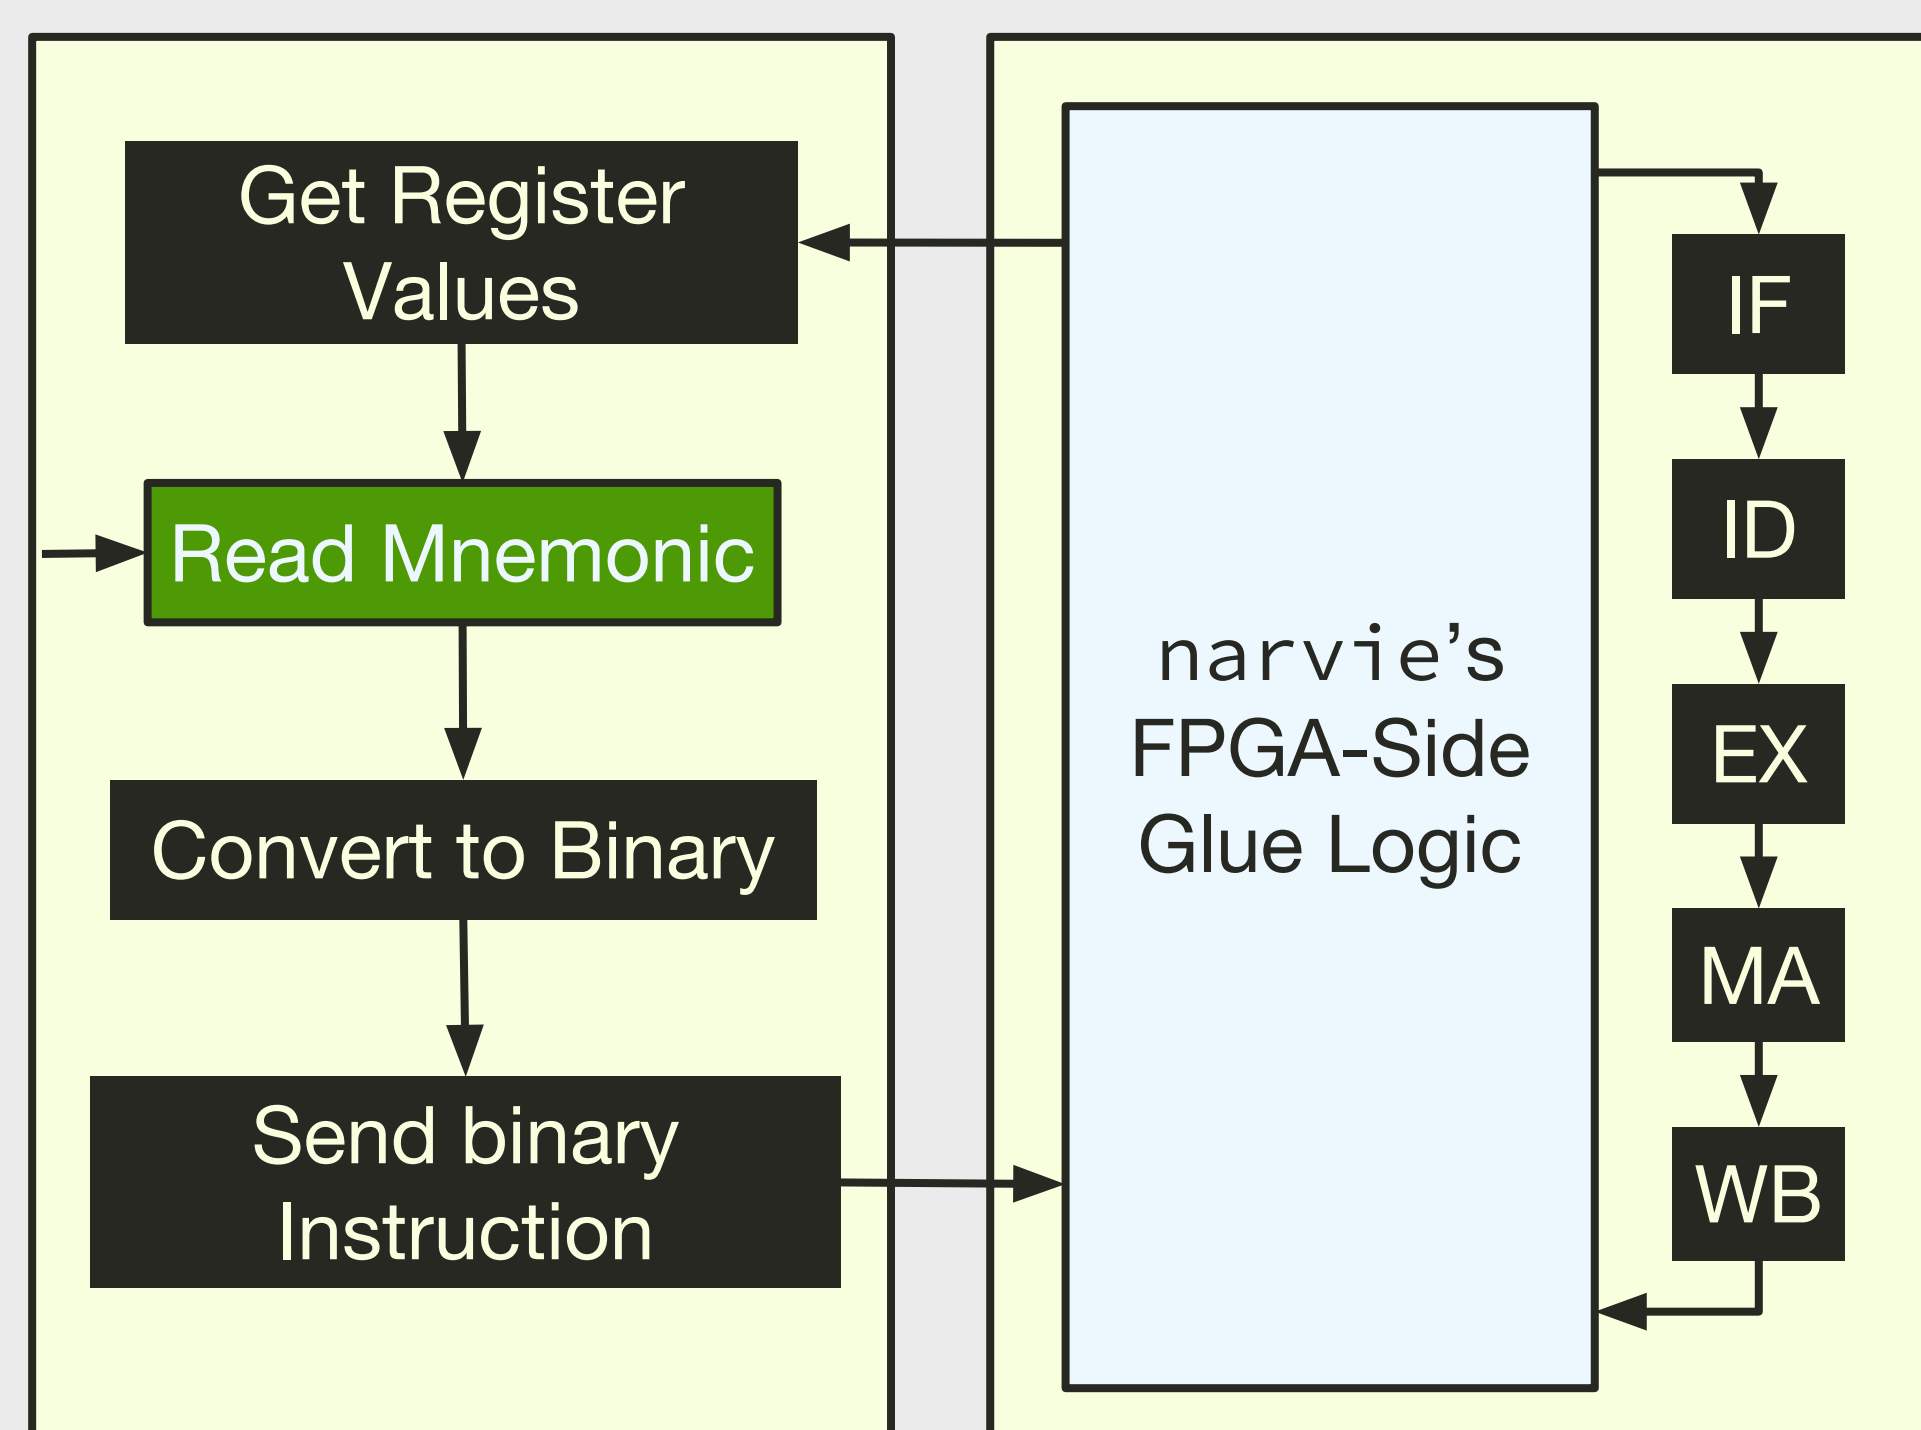 Get Register
Values
Read Mnemonic
Convert to Binary
Send binary
Instruction
narvie’s
FPGA-Side
Glue Logic
IF
ID
EX
MA
WB